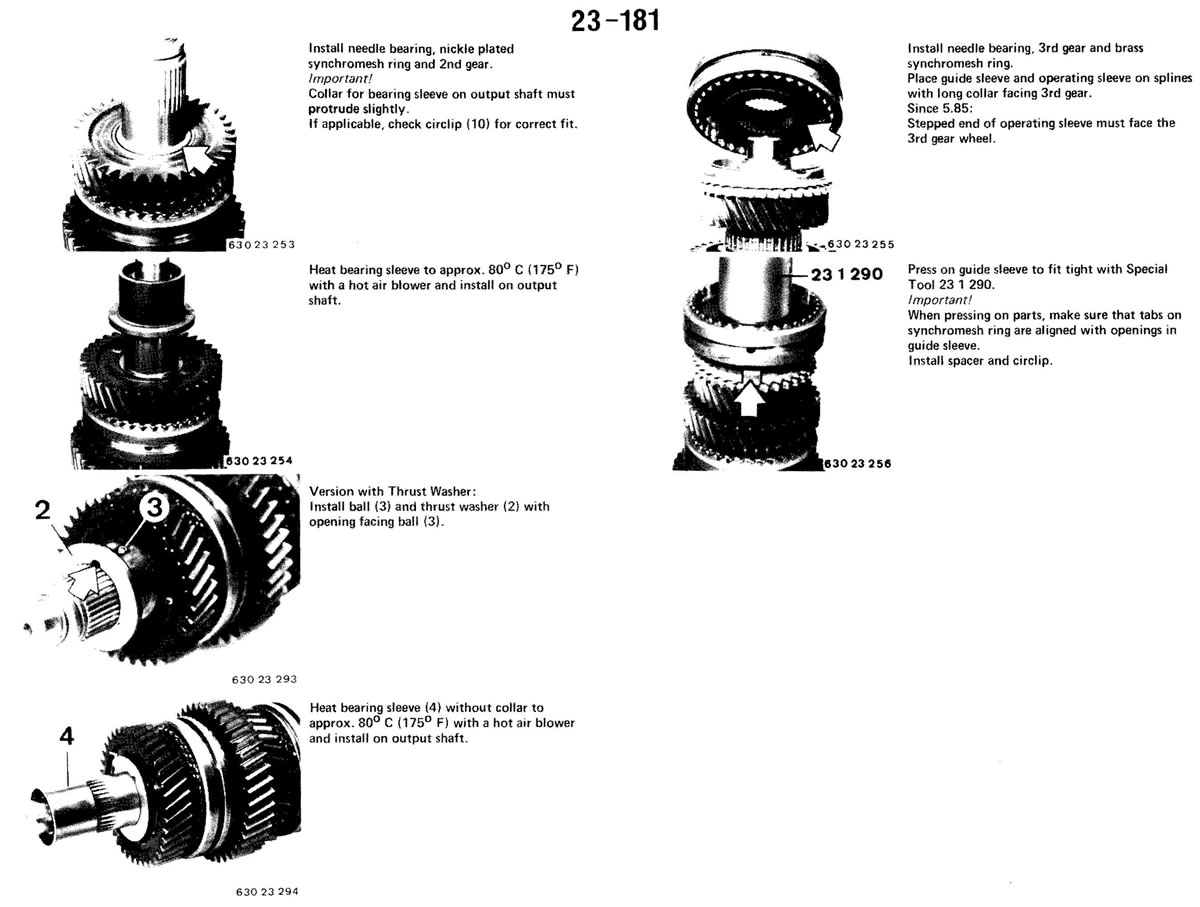 23-181
Install needle bearing, nickle plated
synchromesh ring and 2nd gear.
Important!
Collar for bearing sleeve on output shaft must
protrude slightly.
If applicable, check circlip (10) for correct fit.
630 23 253
Heat bearing sleeve to approx. 80° C (175° F)
with a hot air blower and install on output
shaft.
630 23 254
Version with Thrust Washer:
Install ball (3) and thrust washer (2) with
opening facing ball (3).
2
3
630 23 293
Heat bearing sleeve (4) without collar to
approx. 80° C (175° F) with a hot air blower
and install on output shaft.
4
630 23 294
Install needle bearing, 3rd gear and brass
synchromesh ring.
Place guide sleeve and operating sleeve on splines
with long collar facing 3rd gear.
Since 5.85:
Stepped end of operating sleeve must face the
3rd gear wheel.
630 23 255
23 1 290
Press on guide sleeve to fit tight with Special
Tool 23 1 290.
Important!
When pressing on parts, make sure that tabs on
synchromesh ring are aligned with openings in
guide sleeve.
Install spacer and circlip.
630 23 256